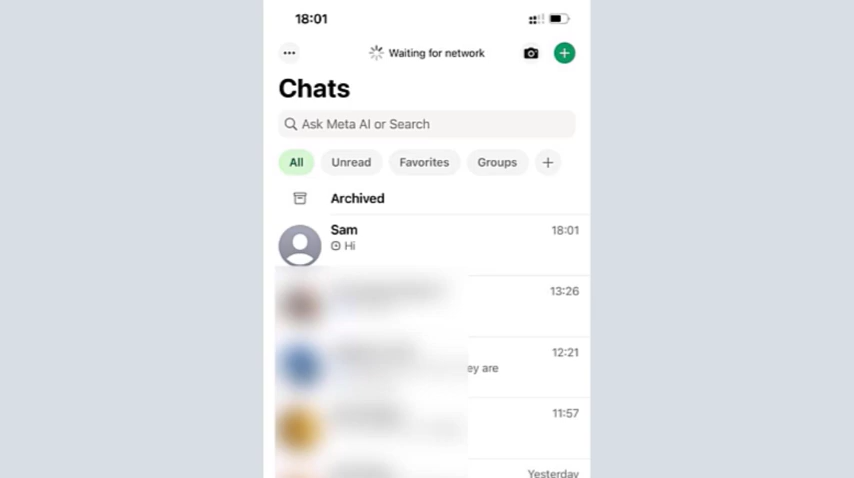 18:01
Waiting for network
Chats
Ask Meta AI or Search
All Unread Favorites Groups
Archived
Sam 18:01
Hi
13:26
12:21
ey are
11:57
Yesterday